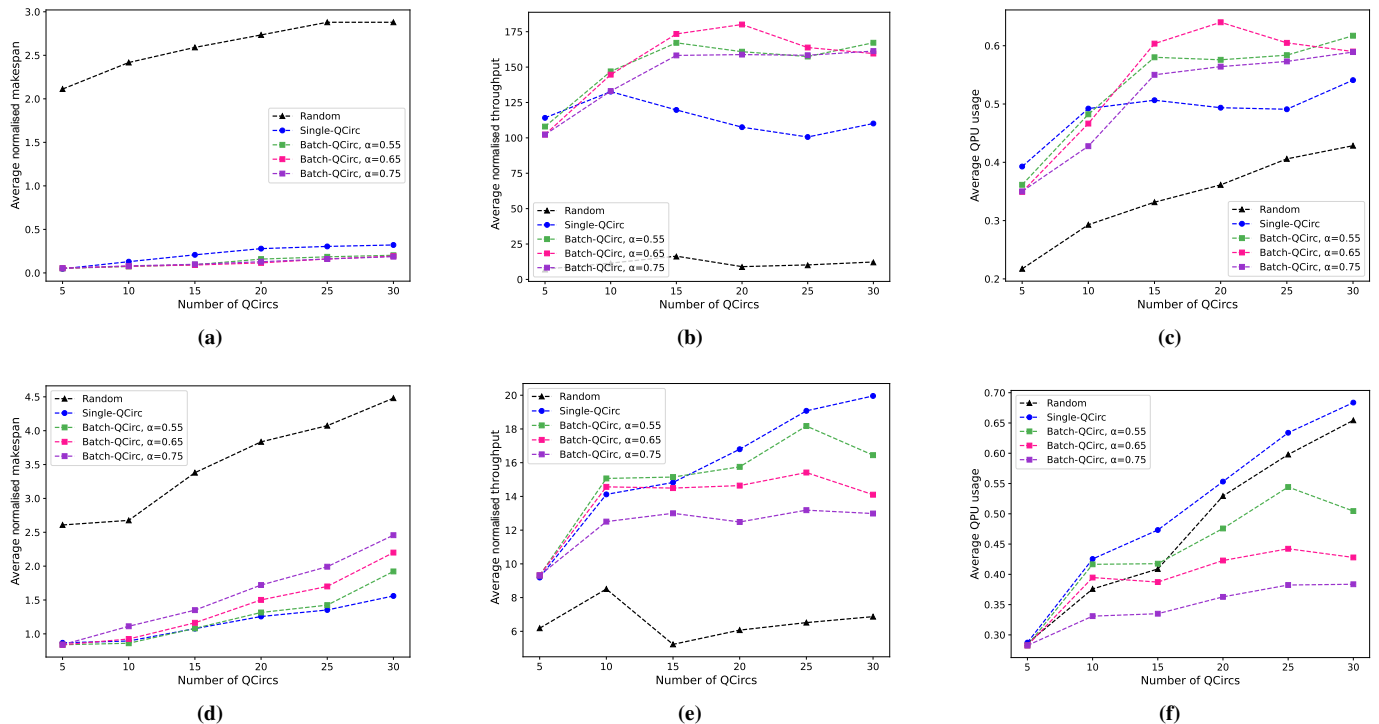 3.0
2.5
2.0
1.5
1.0
0.5
0.0
Average normalised makespan
Random
Single-QCirc
Batch-QCirc, α=0.55
Batch-QCirc, α=0.65
Batch-QCirc, α=0.75
5 10 15 20 25 30
Number of QCircs
(a)
175
150
125
100
75
50
25
0
Average normalised throughput
Random
Single-QCirc
Batch-QCirc, α=0.55
Batch-QCirc, α=0.65
Batch-QCirc, α=0.75
5 10 15 20 25 30
Number of QCircs
(b)
0.6
0.5
0.4
0.3
0.2
Average QPU usage
Random
Single-QCirc
Batch-QCirc, α=0.55
Batch-QCirc, α=0.65
Batch-QCirc, α=0.75
5 10 15 20 25 30
Number of QCircs
(c)
4.5
4.0
3.5
3.0
2.5
2.0
1.5
1.0
Average normalised makespan
Random
Single-QCirc
Batch-QCirc, α=0.55
Batch-QCirc, α=0.65
Batch-QCirc, α=0.75
5 10 15 20 25 30
Number of QCircs
(d)
20
18
16
14
12
10
8
6
Average normalised throughput
Random
Single-QCirc
Batch-QCirc, α=0.55
Batch-QCirc, α=0.65
Batch-QCirc, α=0.75
5 10 15 20 25 30
Number of QCircs
(e)
0.70
0.65
0.60
0.55
0.50
0.45
0.40
0.35
0.30
Average QPU usage
Random
Single-QCirc
Batch-QCirc, α=0.55
Batch-QCirc, α=0.65
Batch-QCirc, α=0.75
5 10 15 20 25 30
Number of QCircs
(f)